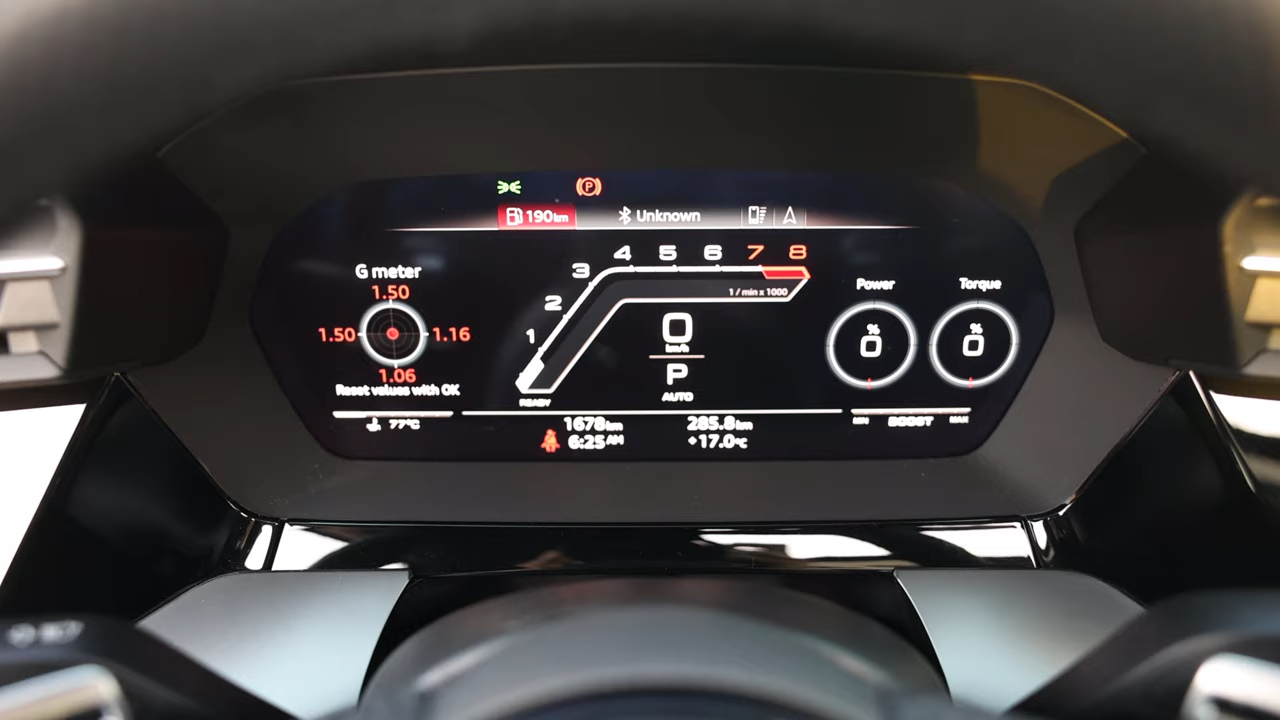 P
190km
Unknown
G meter
1.50
1.50
1.16
1.06
Reset values with OK
77°C
1
2
3
4
5
6
7
8
1 / min x 1000
0
km/h
P
AUTO
READY
1678km
285.8km
6:25AM
+17.0°C
Power
%
0
Torque
%
0
MIN
BOOST
MAX